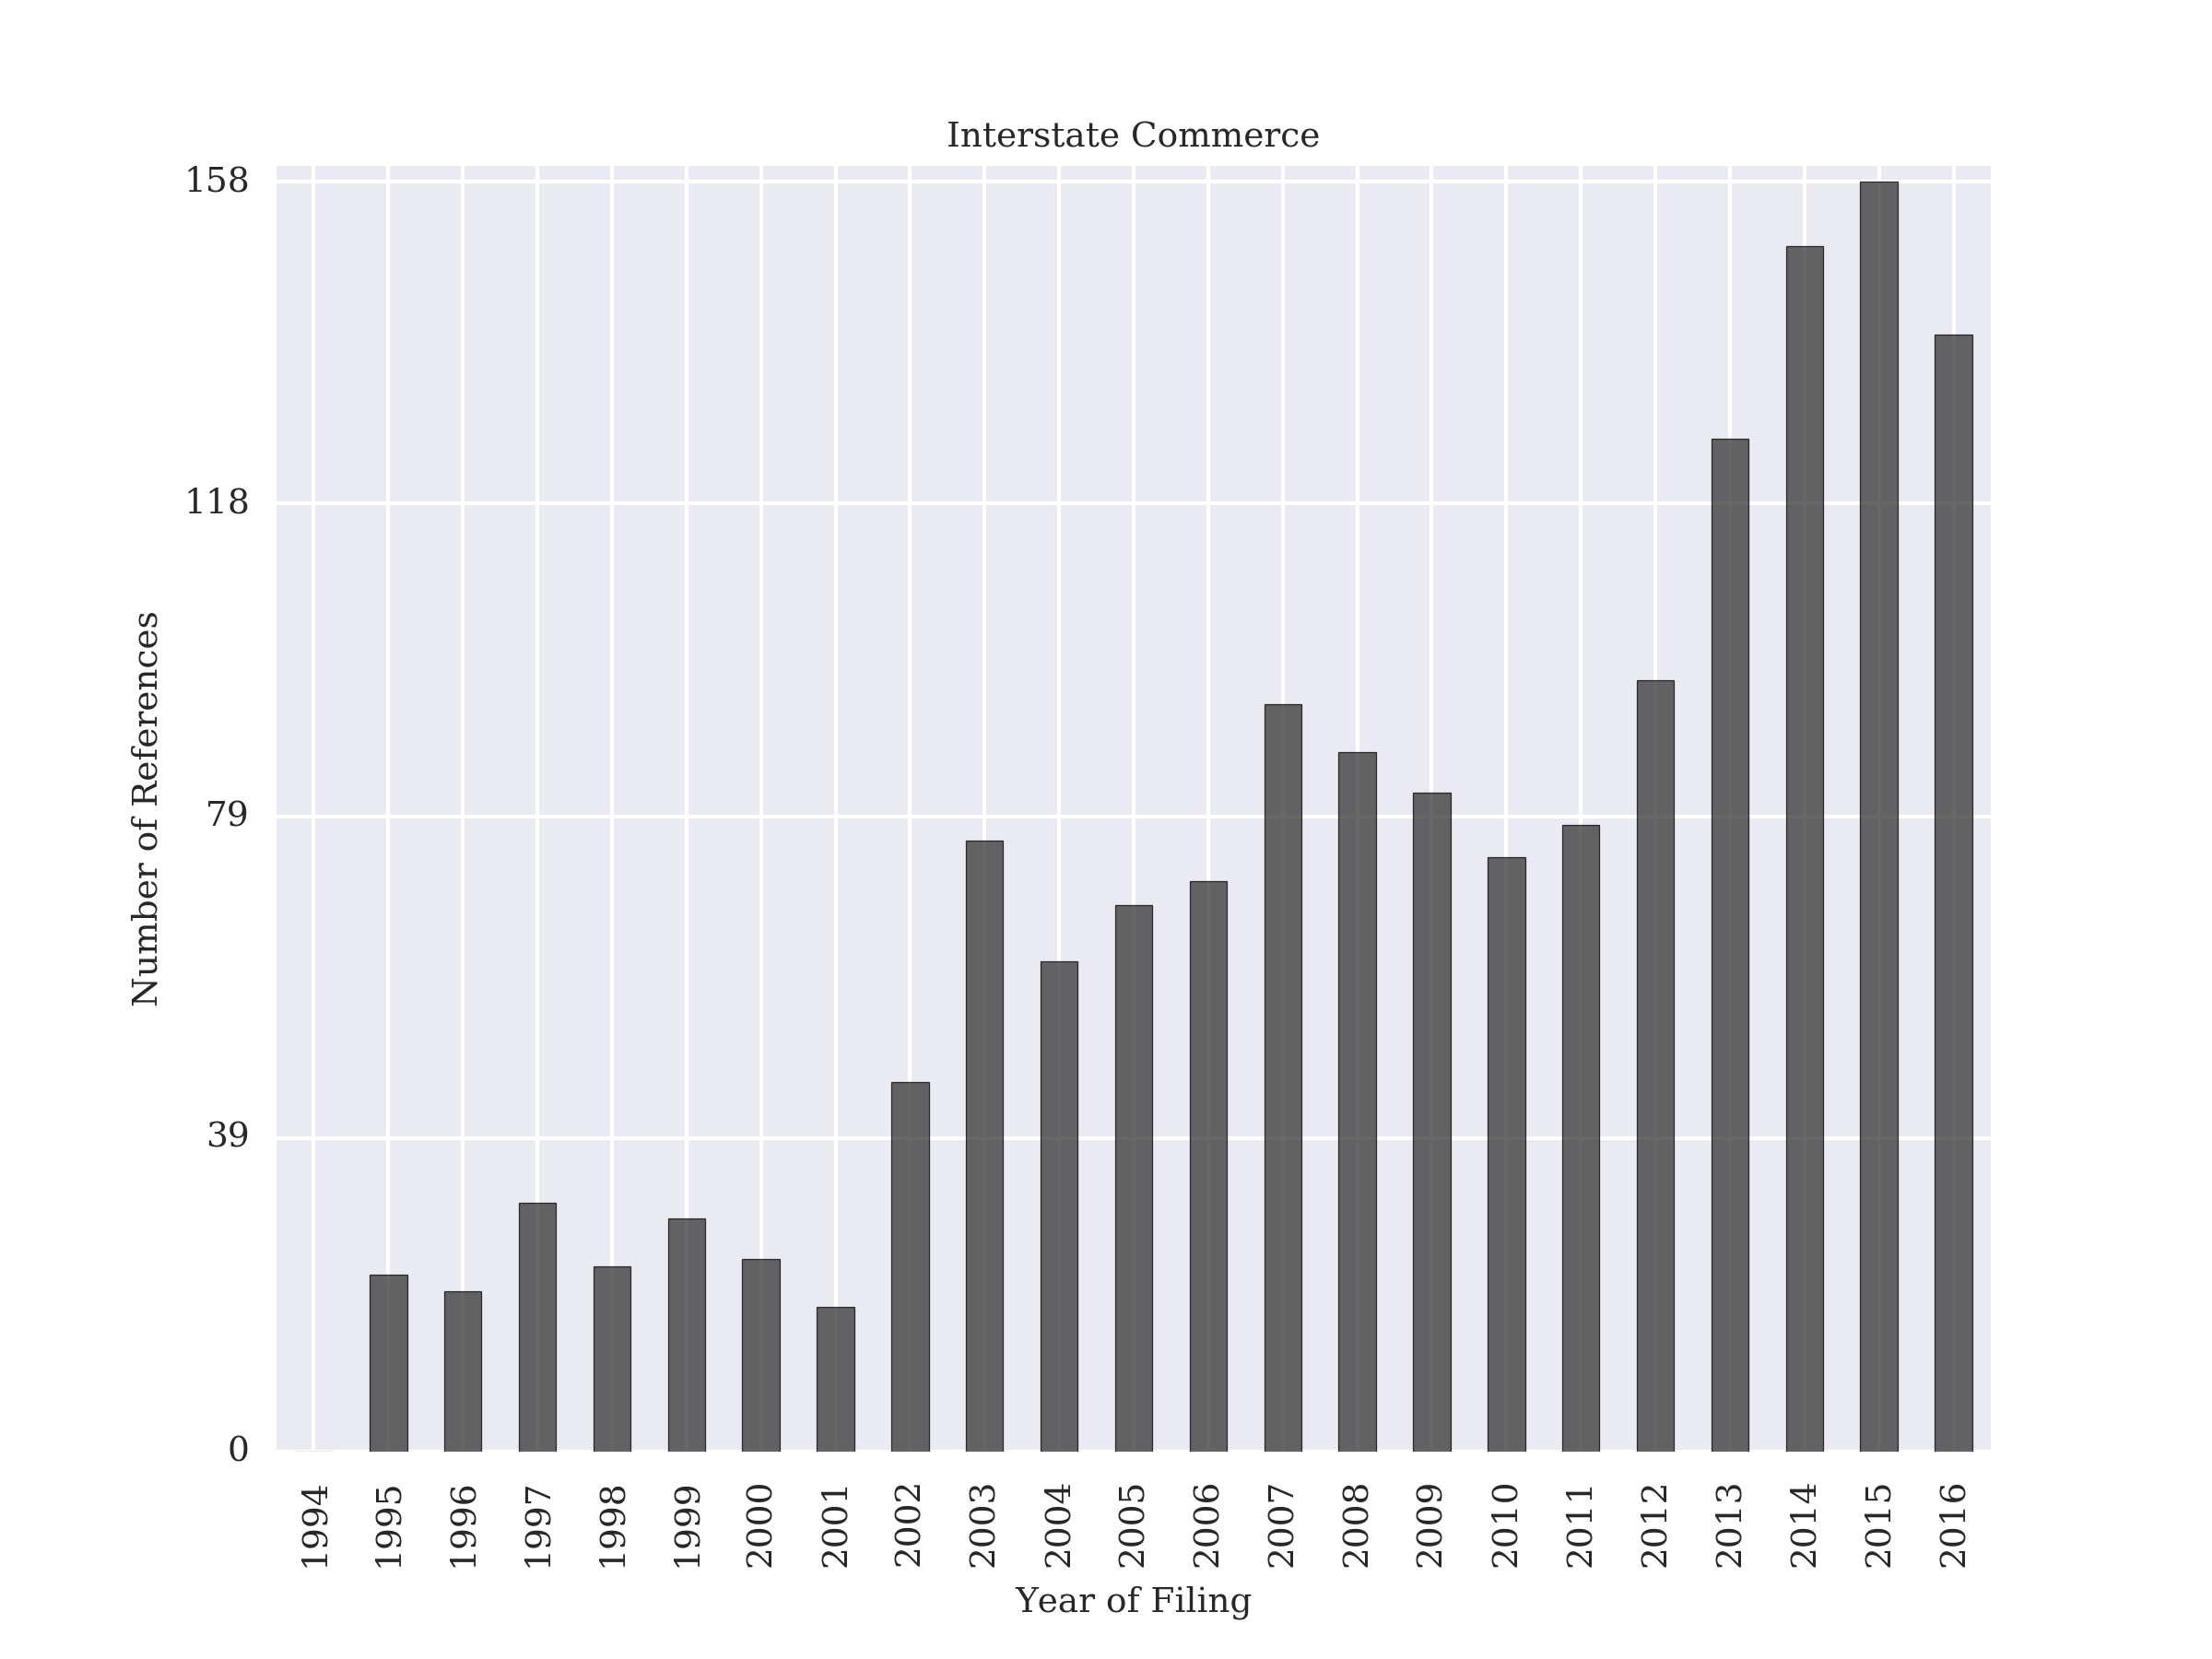 Interstate Commerce
158
118
79
39
0
Number of References
1994 1995 1996 1997 1998 1999 2000 2001 2002 2003 2004 2005 2006 2007 2008 2009 2010 2011 2012 2013 2014 2015 2016
Year of Filing